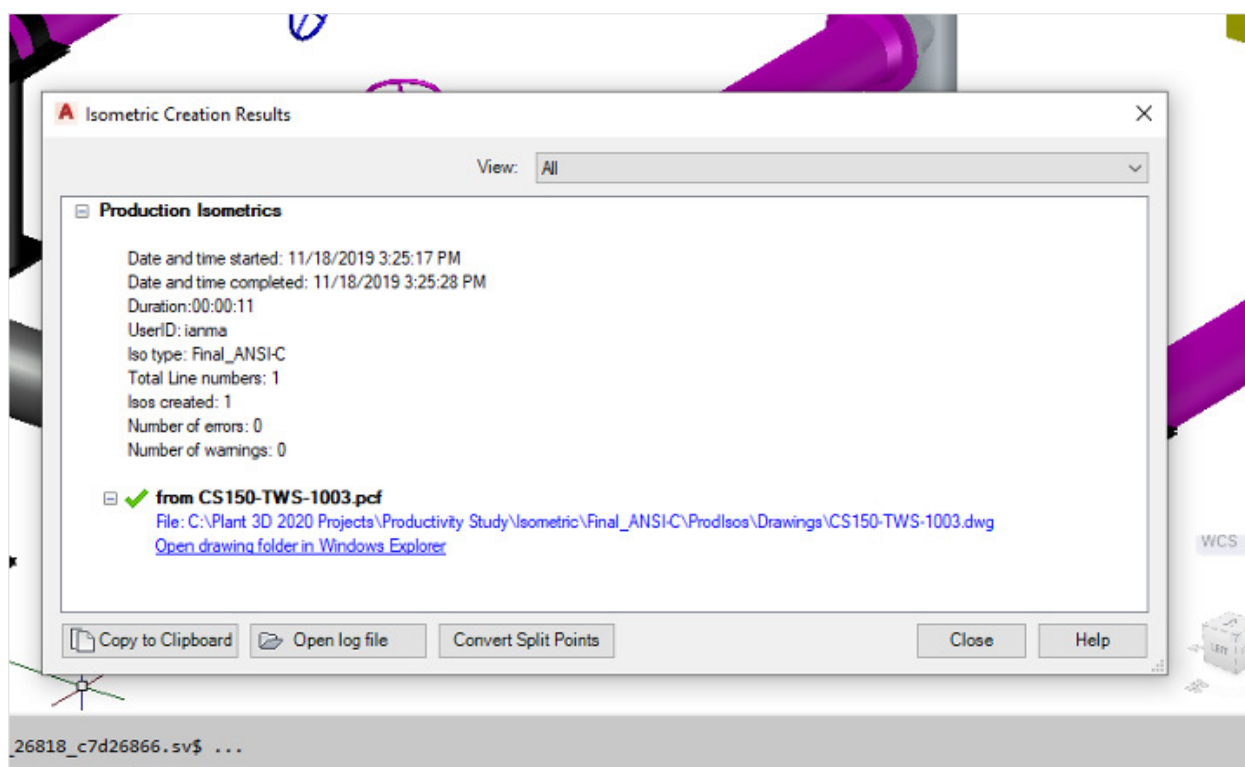 Isometric Creation Results
View: All
Production Isometrics
Date and time started: 11/18/2019 3:25:17 PM
Date and time completed: 11/18/2019 3:25:28 PM
Duration:00:00:11
UserID: ianma
Iso type: Final_ANSI-C
Total Line numbers: 1
Isos created: 1
Number of errors: 0
Number of warnings: 0
from CS150-TWS-1003.pcf
File: C:\Plant 3D 2020 Projects\Productivity Study\Isometric\Final_ANSI-C\ProdIsos\Drawings\CS150-TWS-1003.dwg
Open drawing folder in Windows Explorer
WCS
Copy to Clipboard Open log file Convert Split Points Close Help
LEFT
_26818_c7d26866.sv$ ...